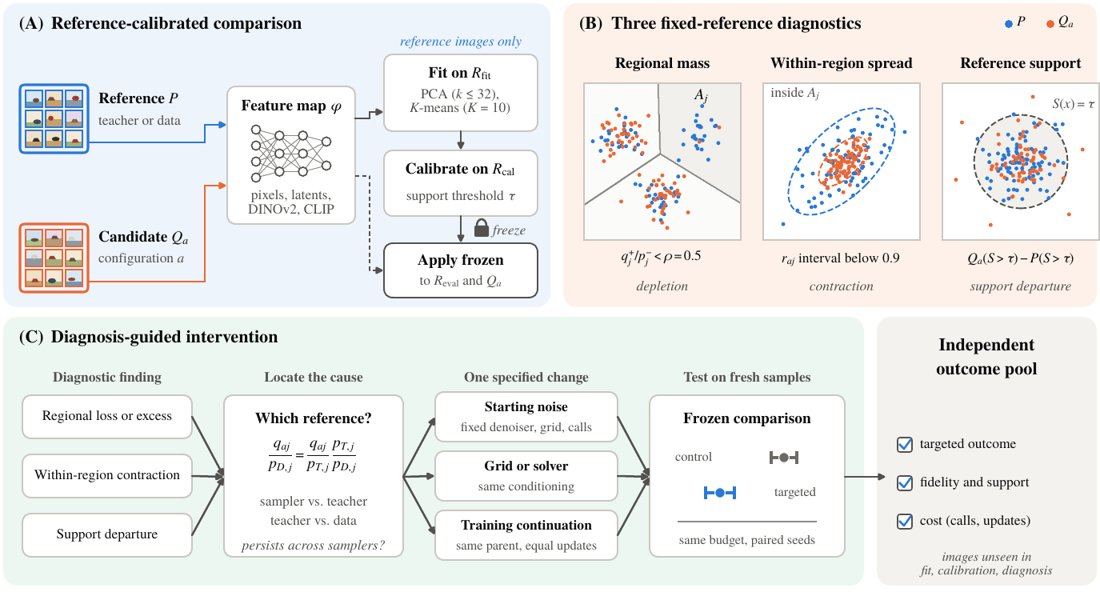 (A) Reference-calibrated comparison
reference images only
Reference P
teacher or data
Candidate Qₐ
configuration a
Feature map φ
pixels, latents,
DINOv2, CLIP
Fit on R_fit
PCA (k ≤ 32),
K-means (K = 10)
Calibrate on R_cal
support threshold τ
freeze
Apply frozen
to R_eval and Qₐ
(B) Three fixed-reference diagnostics
P
Qₐ
Regional mass
A_j
q_j⁺/p_j⁻ < ρ = 0.5
depletion
Within-region spread
inside A_j
r_aj interval below 0.9
contraction
Reference support
S(x) = τ
Qₐ(S > τ) − P(S > τ)
support departure
(C) Diagnosis-guided intervention
Diagnostic finding
Regional loss or excess
Within-region contraction
Support departure
Locate the cause
Which reference?
q_aj/p_D,j = q_aj/p_T,j p_T,j/p_D,j
sampler vs. teacher
teacher vs. data
persists across samplers?
One specified change
Starting noise
fixed denoiser, grid, calls
Grid or solver
same conditioning
Training continuation
same parent, equal updates
Test on fresh samples
Frozen comparison
control
targeted
same budget, paired seeds
Independent
outcome pool
targeted outcome
fidelity and support
cost (calls, updates)
images unseen in
fit, calibration, diagnosis